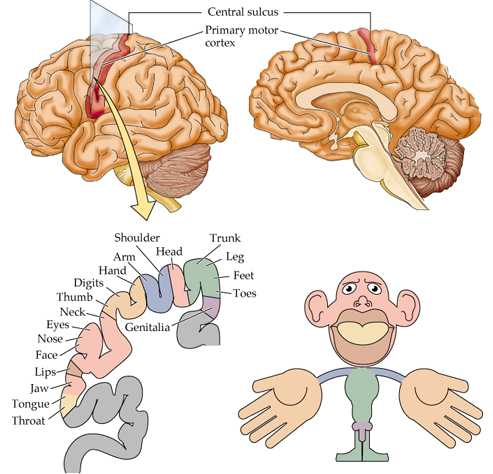 Central sulcus
Primary motor
cortex
Shoulder
Trunk
Head
Arm
Leg
Hand
Feet
Digits
Toes
Thumb
Neck
Genitalia
Eyes
Nose
Face
Lips
Jaw
Tongue
Throat